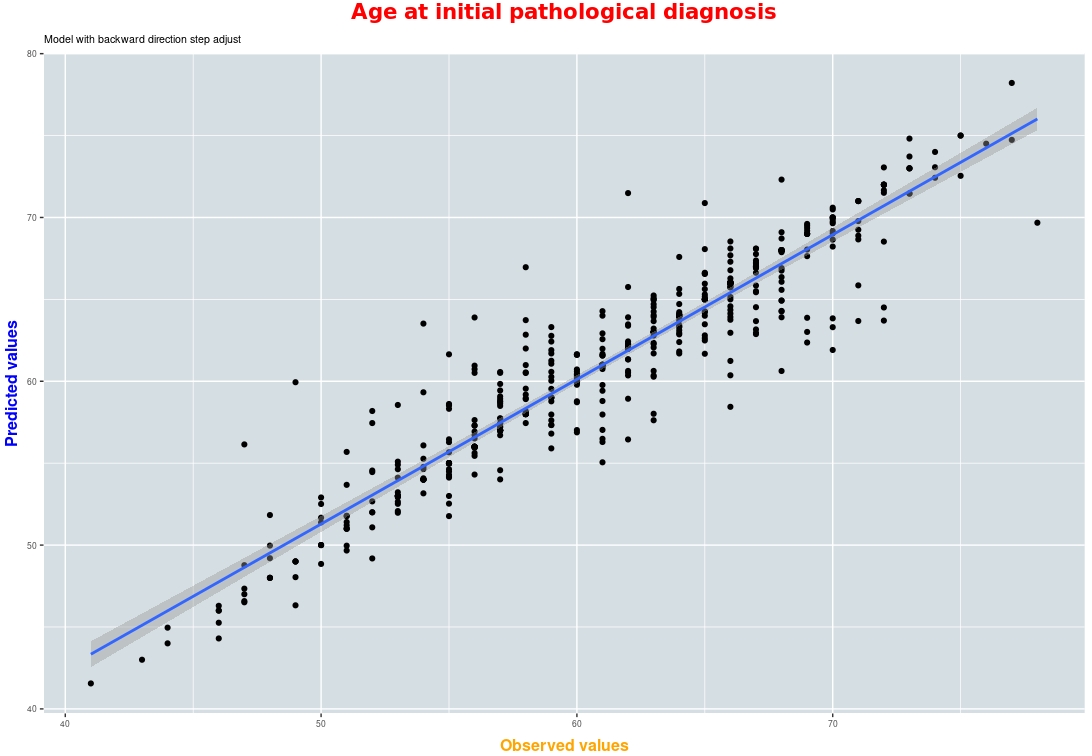 Age at initial pathological diagnosis
Model with backward direction step adjust
80
70
60
50
40
Predicted values
40 50 60 70
Observed values